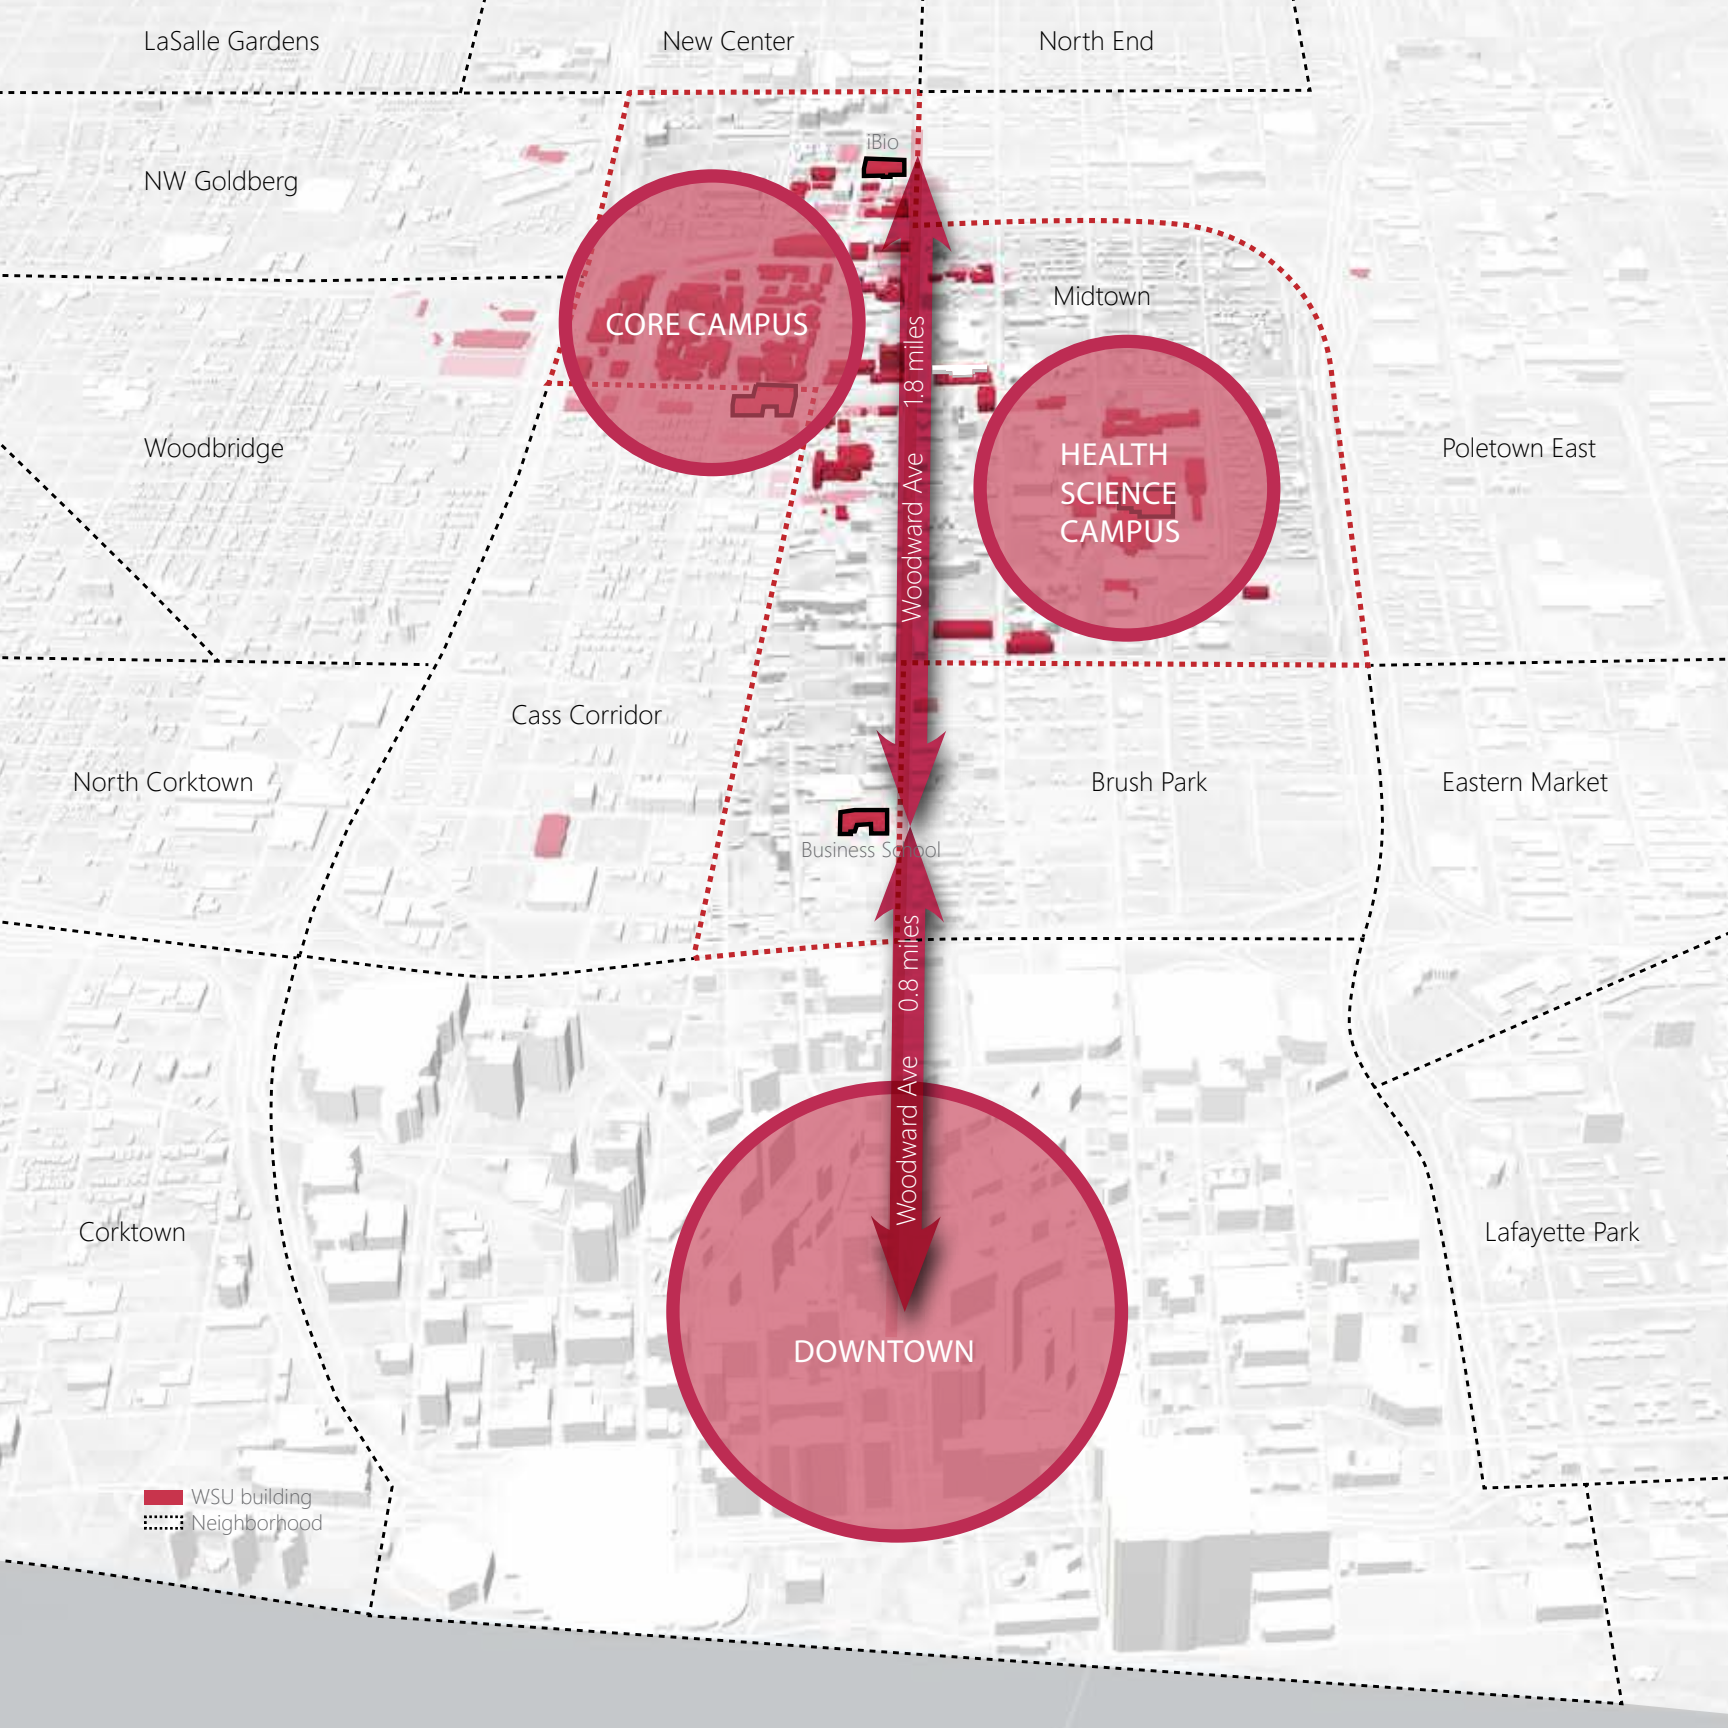 LaSalle Gardens
New Center
North End
iBio
NW Goldberg
Midtown
CORE CAMPUS
Woodward Ave 1.8 miles
HEALTH
SCIENCE
CAMPUS
Woodbridge
Poletown East
Cass Corridor
North Corktown
Brush Park
Eastern Market
Business School
Woodward Ave 0.8 miles
Corktown
Lafayette Park
DOWNTOWN
WSU building
Neighborhood